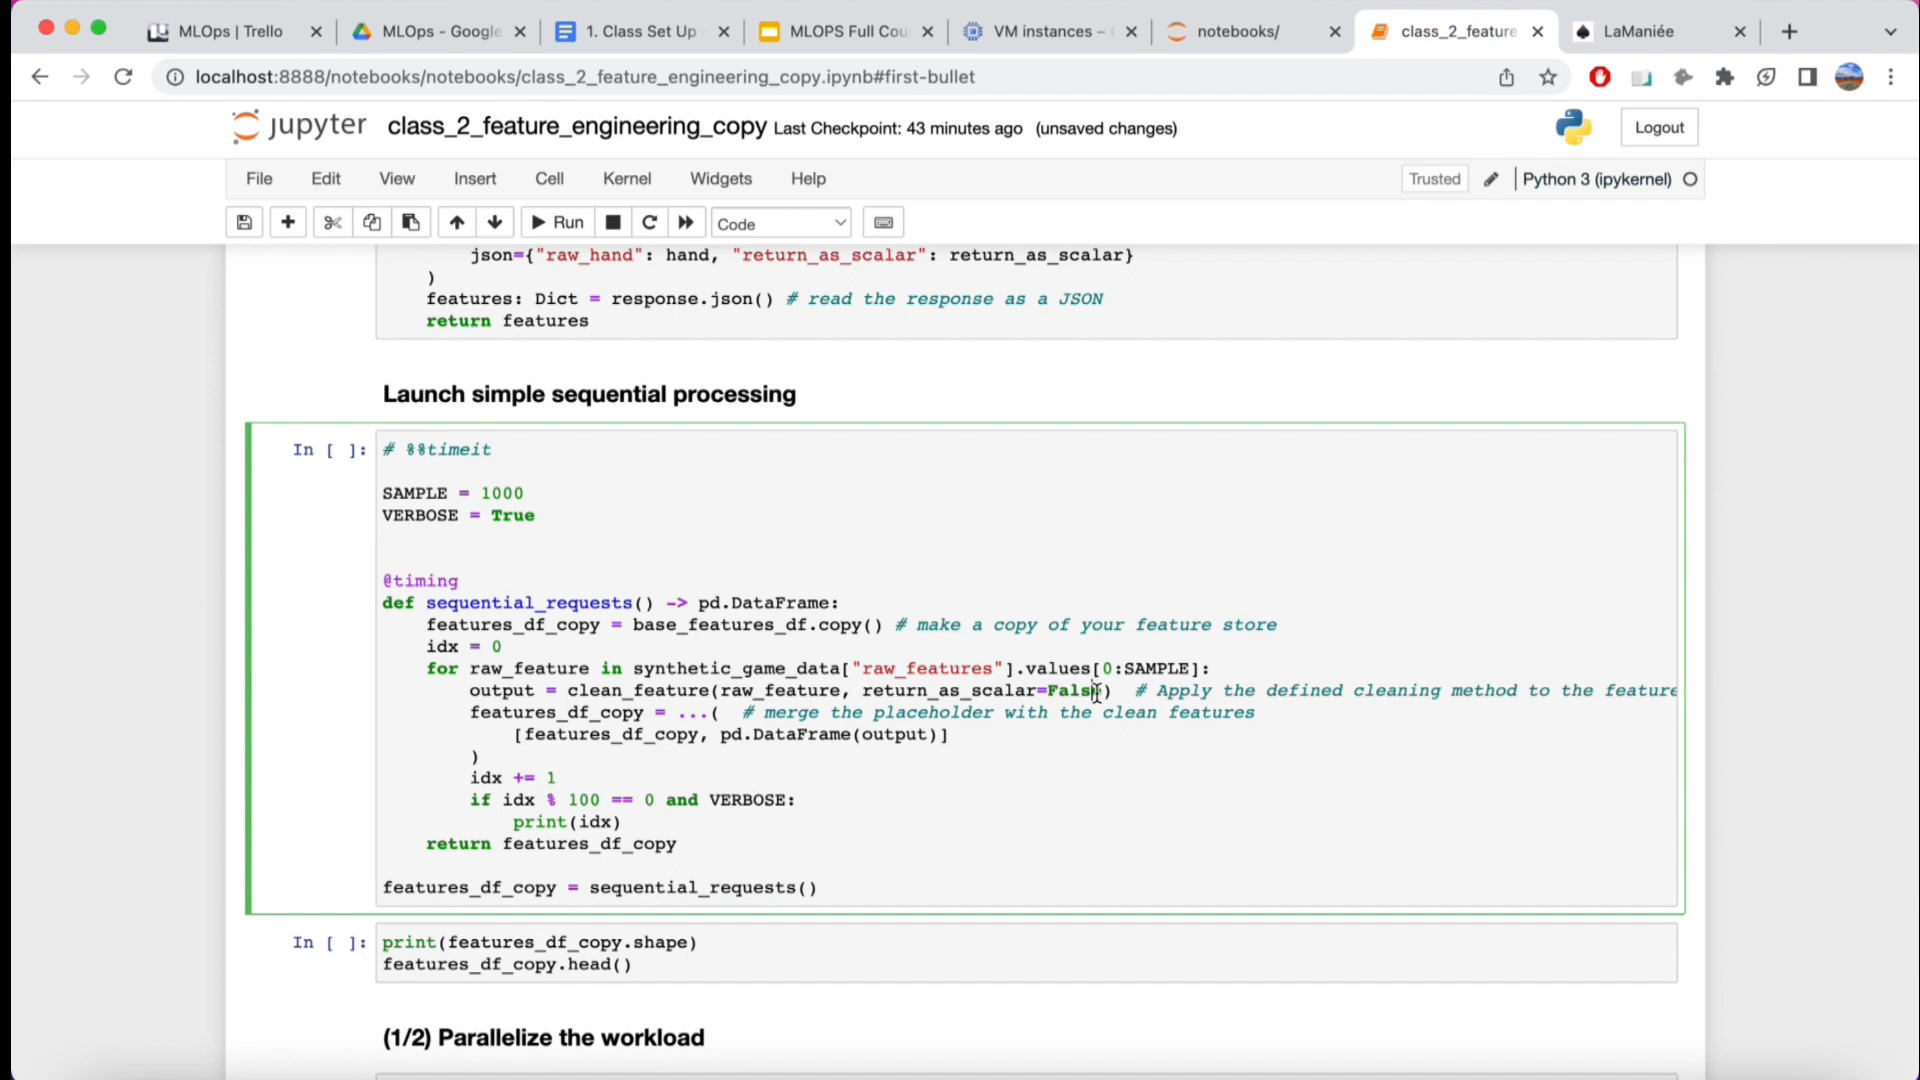 MLOps | Trello
MLOps - Google
1. Class Set Up -
MLOPS Full Cou
VM instances –
notebooks/
class_2_feature
LaManiée
localhost:8888/notebooks/notebooks/class_2_feature_engineering_copy.ipynb#first-bullet
jupyter class_2_feature_engineering_copy Last Checkpoint: 43 minutes ago (unsaved changes)
Logout
File Edit View Insert Cell Kernel Widgets Help
Trusted Python 3 (ipykernel)
Run Code
json={"raw_hand": hand, "return_as_scalar": return_as_scalar}
)
features: Dict = response.json() # read the response as a JSON
return features
Launch simple sequential processing
In [ ]: # %%timeit
SAMPLE = 1000
VERBOSE = True
@timing
def sequential_requests() -> pd.DataFrame:
features_df_copy = base_features_df.copy() # make a copy of your feature store
idx = 0
for raw_feature in synthetic_game_data["raw_features"].values[0:SAMPLE]:
output = clean_feature(raw_feature, return_as_scalar=False) # Apply the defined cleaning method to the feature
features_df_copy = ...( # merge the placeholder with the clean features
[features_df_copy, pd.DataFrame(output)]
)
idx += 1
if idx % 100 == 0 and VERBOSE:
print(idx)
return features_df_copy
features_df_copy = sequential_requests()
In [ ]: print(features_df_copy.shape)
features_df_copy.head()
(1/2) Parallelize the workload